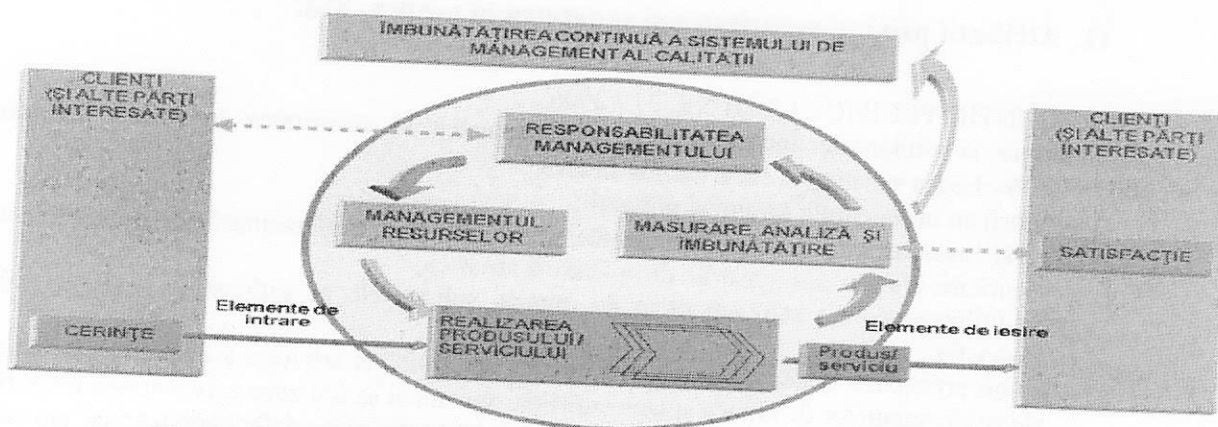 ÎMBUNĂTĂȚIREA CONTINUĂ A SISTEMULUI DE
MANAGEMENT AL CALITĂȚII
CLIENȚI
(ȘI ALTE PĂRȚI
INTERESATE)
RESPONSABILITATEA
MANAGEMENTULUI
CLIENȚI
(ȘI ALTE PĂRȚI
INTERESATE)
MANAGEMENTUL
RESURSELOR
MASURARE, ANALIZĂ ȘI
ÎMBUNĂTĂȚIRE
SATISFACȚIE
Elemente de
intrare
CERINȚE
REALIZAREA
PRODUSULUI/
SERVICIULUI
Elemente de iesire
Produs/
serviciu